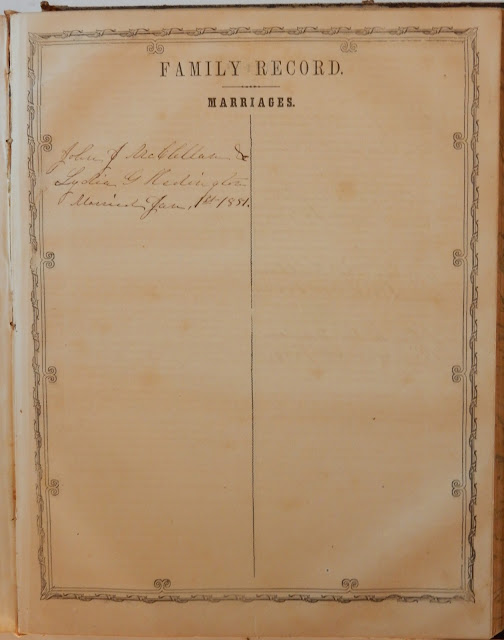 FAMILY RECORD.
MARRIAGES.
John J McClellan &
Lydia G Hedington
Married Jan, 1st 1851.